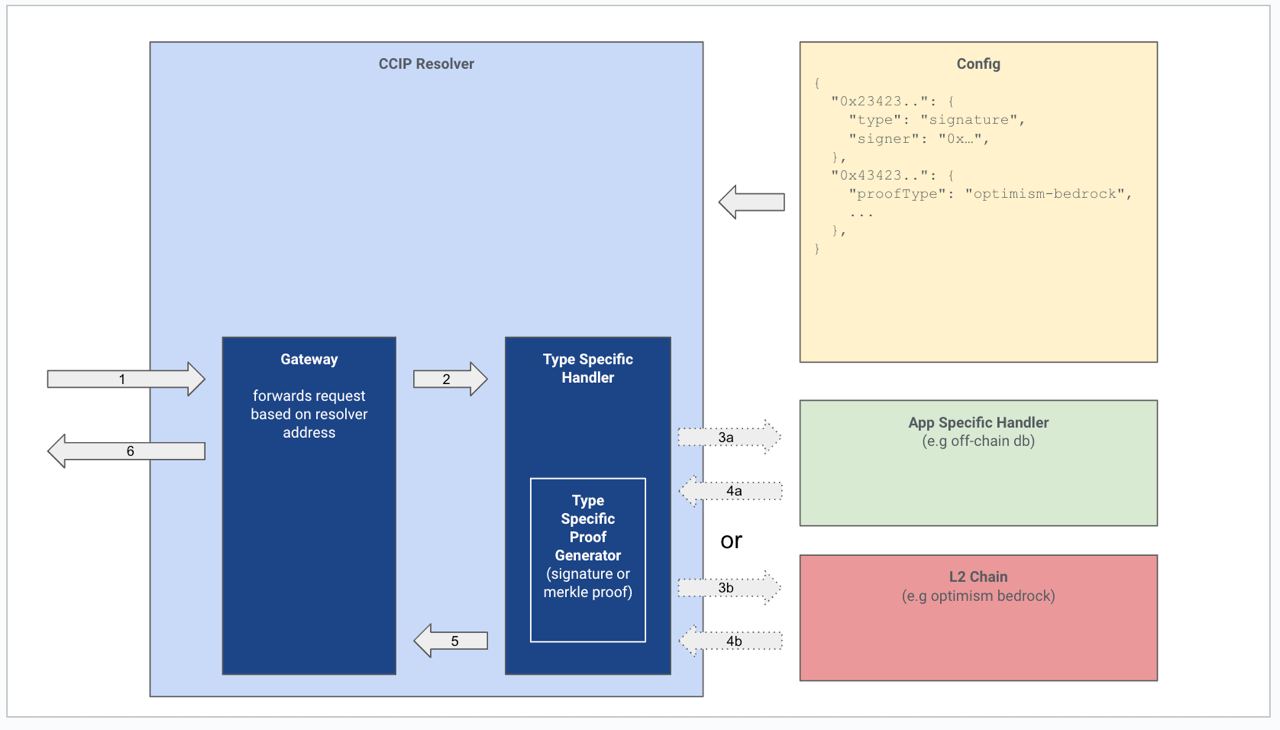 CCIP Resolver
Config
{
"0x23423..": {
"type": "signature",
"signer": "0x…",
},
"0x43423..": {
"proofType": "optimism-bedrock",
...
},
}
Gateway
forwards request
based on resolver
address
Type Specific
Handler
Type
Specific
Proof
Generator
(signature or
merkle proof)
1
2
6
5
3a
4a
or
3b
4b
App Specific Handler
(e.g off-chain db)
L2 Chain
(e.g optimism bedrock)